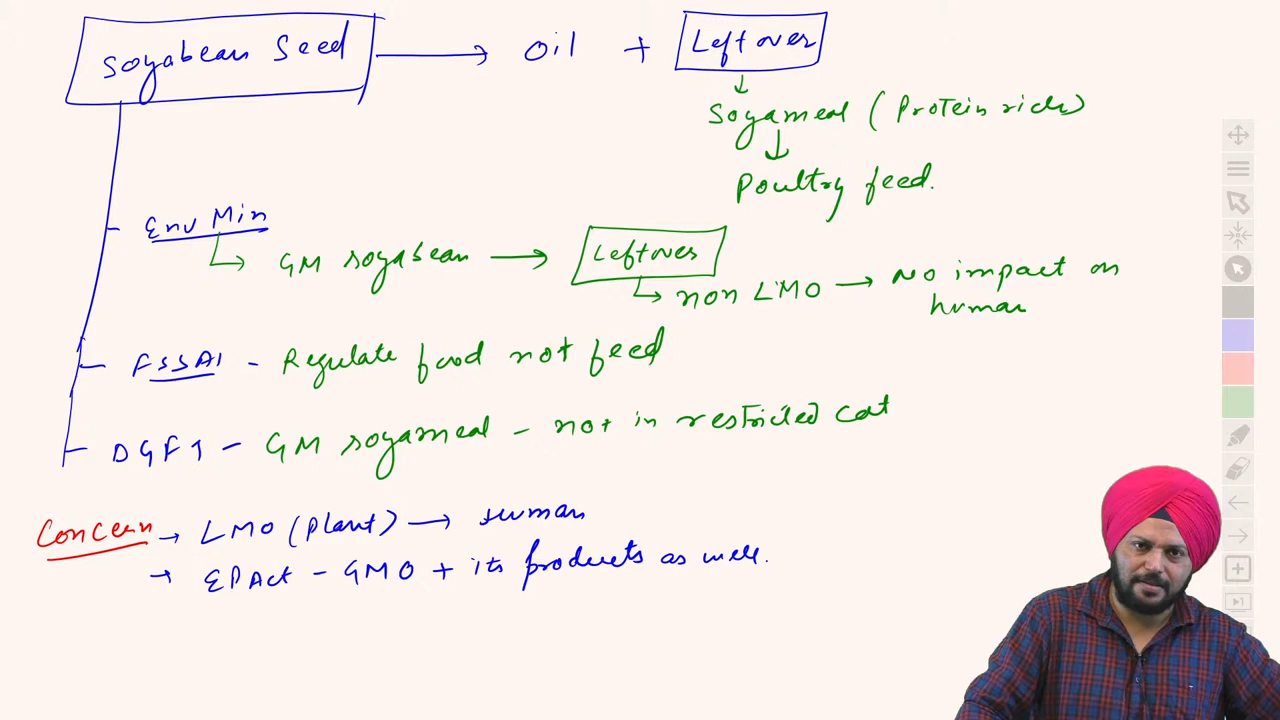 Soyabean Seed → Oil + Leftover
Soyameal (Protein rich)
Poultry feed.
Env Min
GM soyabean → Leftover
non LMO → No impact on
human
FSSAI - Regulate food not feed
DGFT - GM soyameal - not in restricted cat
Concern → LMO (Plant) → Human
→ EPAct - GMO + its products as well.